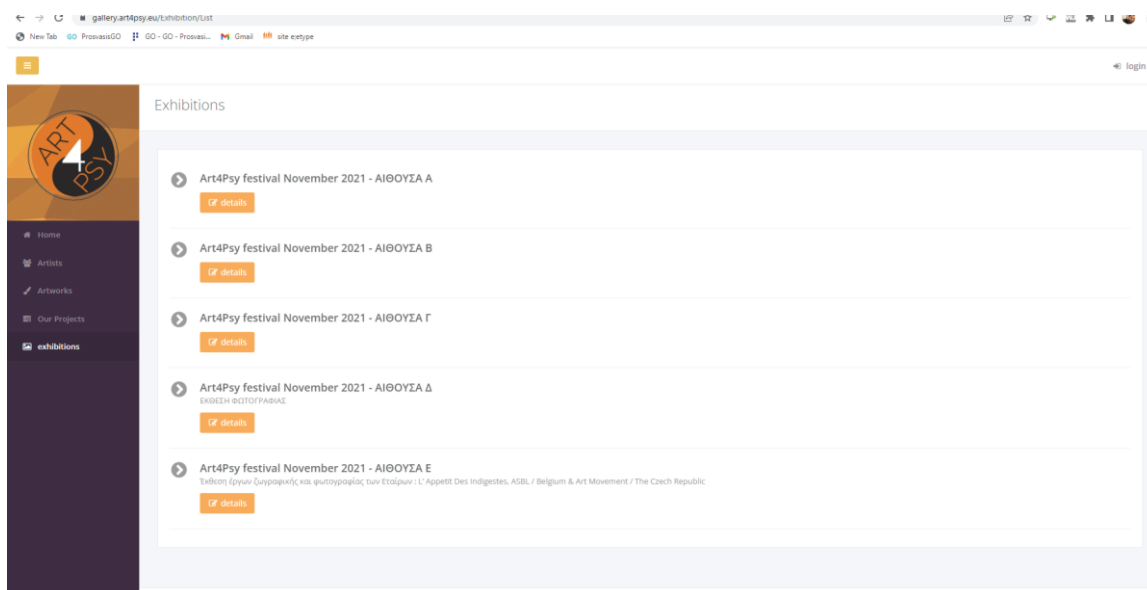 gallery.art4psy.eu/Exhibition/List
New Tab GO ProsvasisGO GO - GO - Prosvasi... Gmail site e;etype
login
ART 4 PSY
Exhibitions
Home
Artists
Artworks
Our Projects
exhibitions
Art4Psy festival November 2021 - ΑΙΘΟΥΣΑ Α
details
Art4Psy festival November 2021 - ΑΙΘΟΥΣΑ Β
details
Art4Psy festival November 2021 - ΑΙΘΟΥΣΑ Γ
details
Art4Psy festival November 2021 - ΑΙΘΟΥΣΑ Δ
ΕΚΘΕΣΗ ΦΩΤΟΓΡΑΦΙΑΣ
details
Art4Psy festival November 2021 - ΑΙΘΟΥΣΑ Ε
Έκθεση έργων ζωγραφικής και φωτογραφίας των Εταίρων : L' Appetit Des Indigestes, ASBL / Belgium & Art Movement / The Czech Republic
details